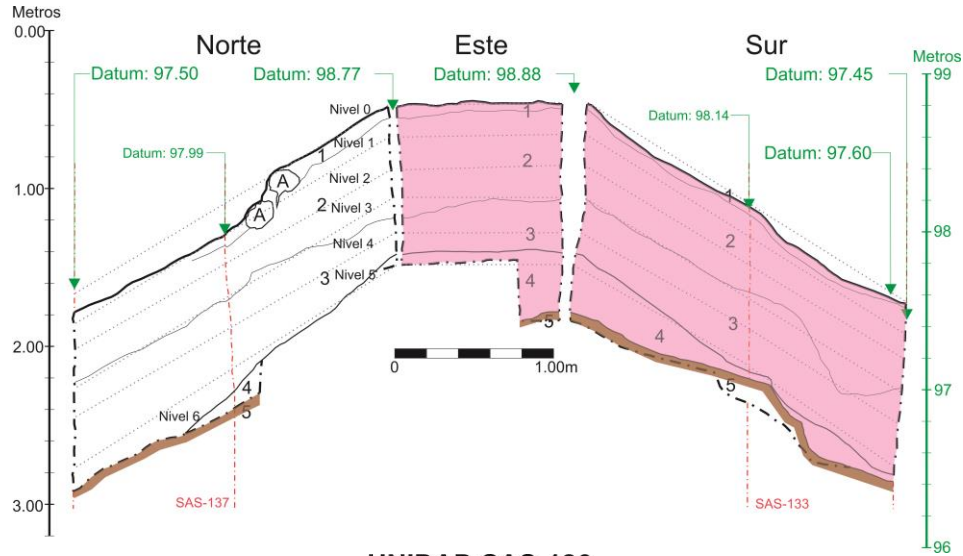 Metros
0.00
Norte
Este
Sur
Metros
Datum: 97.50
Datum: 98.77
Datum: 98.88
Datum: 97.45
99
Nivel 0
1
Datum: 98.14
Nivel 1
Datum: 97.99
1
2
Datum: 97.60
1.00
A
Nivel 2
1
A
2
Nivel 3
2
98
3
Nivel 4
3
Nivel 5
4
3
2.00
5
4
0
1.00m
97
4
5
Nivel 6
5
SAS-137
SAS-133
3.00
96